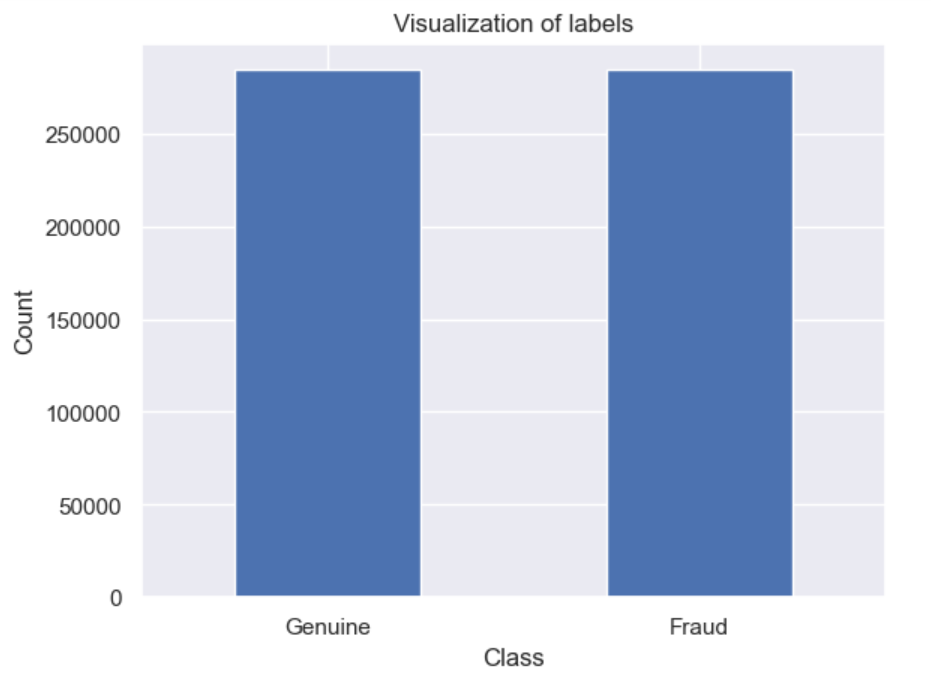 Visualization of labels
250000
200000
150000
100000
50000
0
Count
Genuine
Fraud
Class